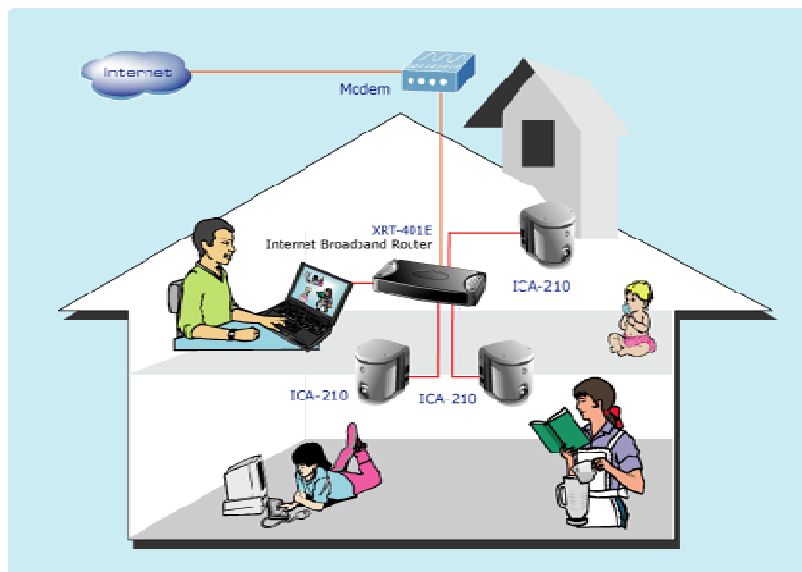 Internet
Modem
XRT-401E
Internet Broadband Router
ICA-210
ICA-210
ICA-210